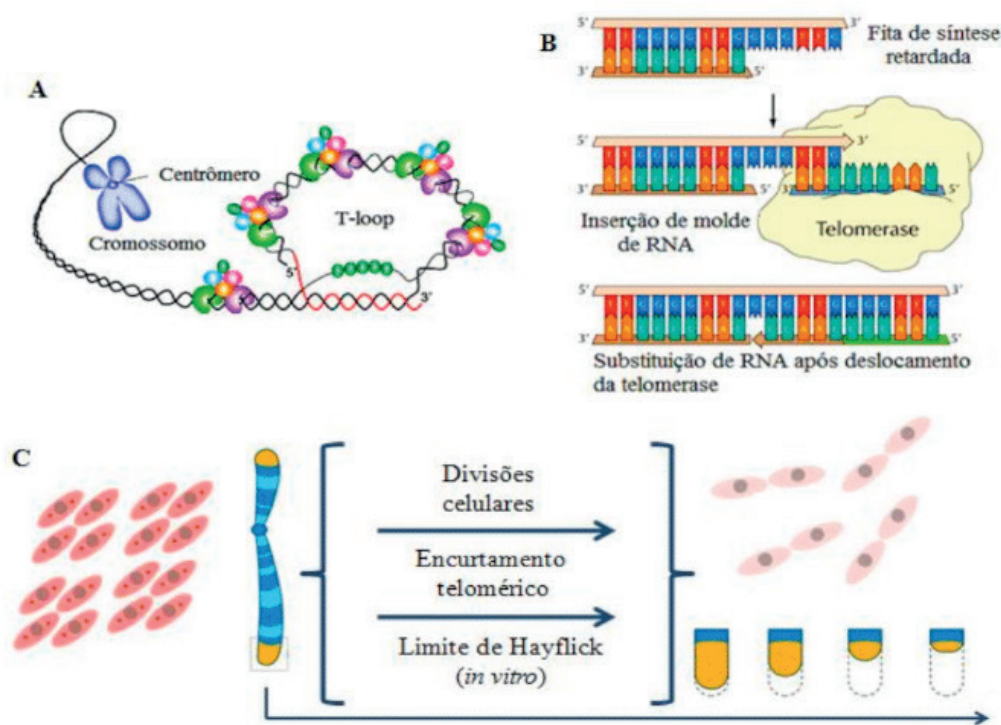 A
Centrômero
Cromossomo
T-loop
5'
3'
B
5'
3'
Fita de síntese
retardada
3'
5'
5'
3'
3'
5'
5'
Inserção de molde
de RNA
Telomerase
5'
3'
3'
5'
Substituição de RNA após deslocamento
da telomerase
C
Divisões
celulares
Encurtamento
telomérico
Limite de Hayflick
(in vitro)